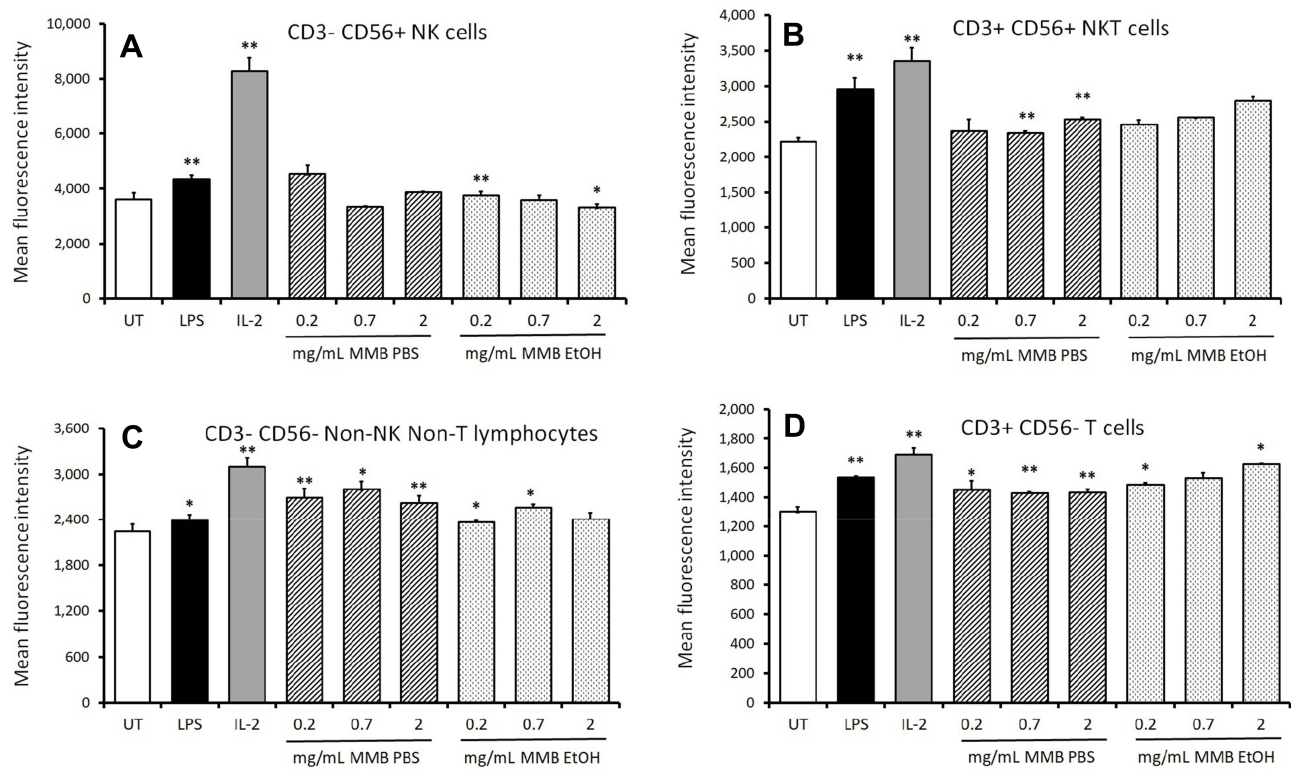 A
CD3- CD56+ NK cells
Mean fluorescence intensity
10,000
8,000
6,000
4,000
2,000
0
**
**
**
*
UT LPS IL-2 0.2 0.7 2 0.2 0.7 2
mg/mL MMB PBS mg/mL MMB EtOH
B
CD3+ CD56+ NKT cells
Mean fluorescence intensity
4,000
3,500
3,000
2,500
2,000
1,500
1,000
500
0
**
**
**
**
UT LPS IL-2 0.2 0.7 2 0.2 0.7 2
mg/mL MMB PBS mg/mL MMB EtOH
C
CD3- CD56- Non-NK Non-T lymphocytes
Mean fluorescence intensity
3,600
3,000
2,400
1,800
1,200
600
0
*
**
**
*
**
*
*
UT LPS IL-2 0.2 0.7 2 0.2 0.7 2
mg/mL MMB PBS mg/mL MMB EtOH
D
CD3+ CD56- T cells
Mean fluorescence intensity
2,000
1,800
1,600
1,400
1,200
1,000
800
600
400
200
0
**
**
*
**
**
*
*
UT LPS IL-2 0.2 0.7 2 0.2 0.7 2
mg/mL MMB PBS mg/mL MMB EtOH